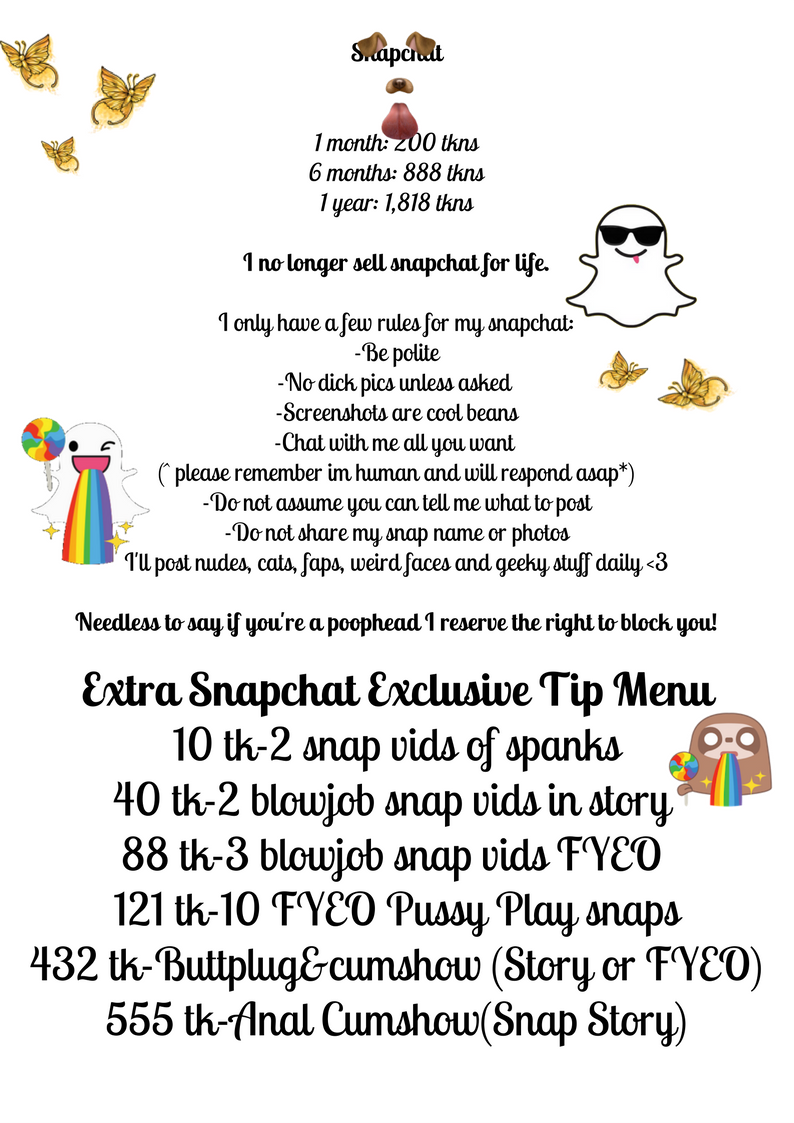 Snapchat
1 month: 200 tkns
6 months: 888 tkns
1 year: 1,818 tkns
I no longer sell snapchat for life.
I only have a few rules for my snapchat:
-Be polite
-No dick pics unless asked
-Screenshots are cool beans
-Chat with me all you want
(^ please remember im human and will respond asap*)
-Do not assume you can tell me what to post
-Do not share my snap name or photos
I'll post nudes, cats, faps, weird faces and geeky stuff daily <3
Needless to say if you're a poophead I reserve the right to block you!
Extra Snapchat Exclusive Tip Menu
10 tk-2 snap vids of spanks
40 tk-2 blowjob snap vids in story
88 tk-3 blowjob snap vids FYEO
121 tk-10 FYEO Pussy Play snaps
432 tk-Buttplug&cumshow (Story or FYEO)
555 tk-Anal Cumshow(Snap Story)